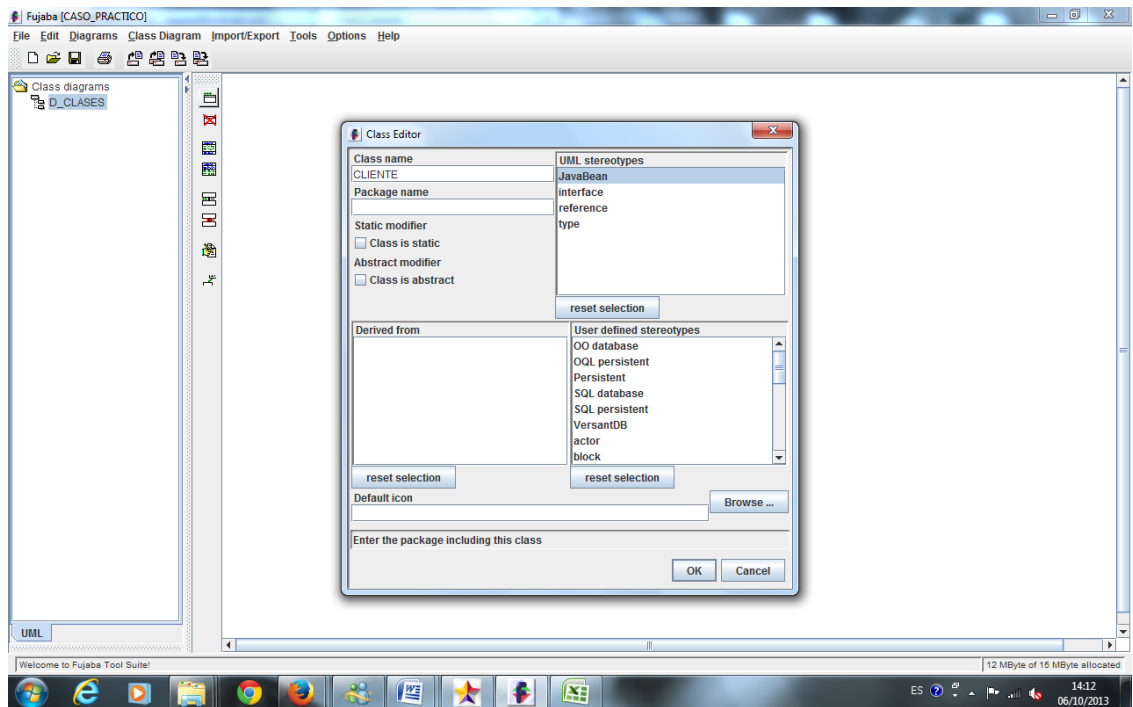 Fujaba [CASO_PRACTICO]
File Edit Diagrams Class Diagram Import/Export Tools Options Help
Class diagrams
D_CLASES
Class Editor
Class name
CLIENTE
Package name
Static modifier
Class is static
Abstract modifier
Class is abstract
UML stereotypes
JavaBean
interface
reference
type
reset selection
Derived from
reset selection
User defined stereotypes
OO database
OQL persistent
Persistent
SQL database
SQL persistent
VersantDB
actor
block
reset selection
Default icon
Browse ...
Enter the package including this class
OK Cancel
UML
Welcome to Fujaba Tool Suite!
12 MByte of 15 MByte allocated
ES
14:12
06/10/2013